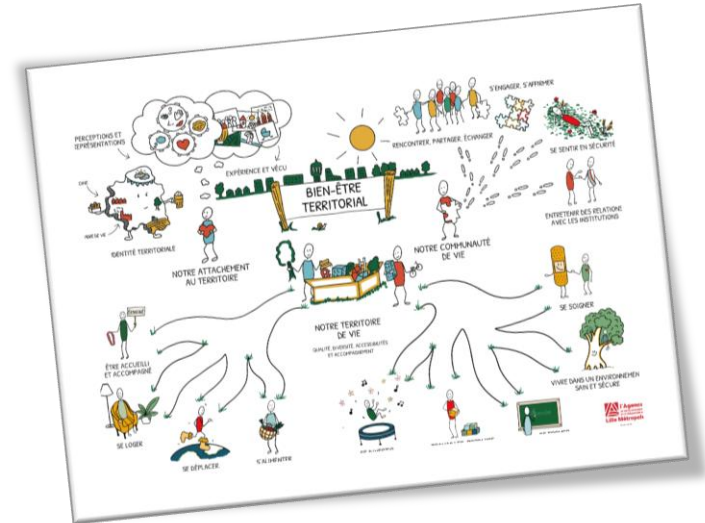 PERCEPTIONS ET
REPRÉSENTATIONS
EXPÉRIENCE ET VÉCU
IDENTITÉ TERRITORIALE
NOTRE ATTACHEMENT
AU TERRITOIRE
BIEN-ÊTRE
TERRITORIAL
RENCONTRER, PARTAGER, ÉCHANGER
S'ENGAGER, S'AFFIRMER
SE SENTIR EN SÉCURITÉ
ENTRETENIR DES RELATIONS
AVEC LES INSTITUTIONS
NOTRE COMMUNAUTÉ
DE VIE
NOTRE TERRITOIRE
DE VIE
QUALITÉ, DIVERSITÉ, ACCESSIBILITÉS
ET ACCOMPAGNEMENT
ÊTRE ACCUEILLI
ET ACCOMPAGNÉ
SE LOGER
SE DÉPLACER
S'ALIMENTER
SE SOIGNER
VIVRE DANS UN ENVIRONNEMEN
SAIN ET SÉCURE
l'Agence
Lille Métropole